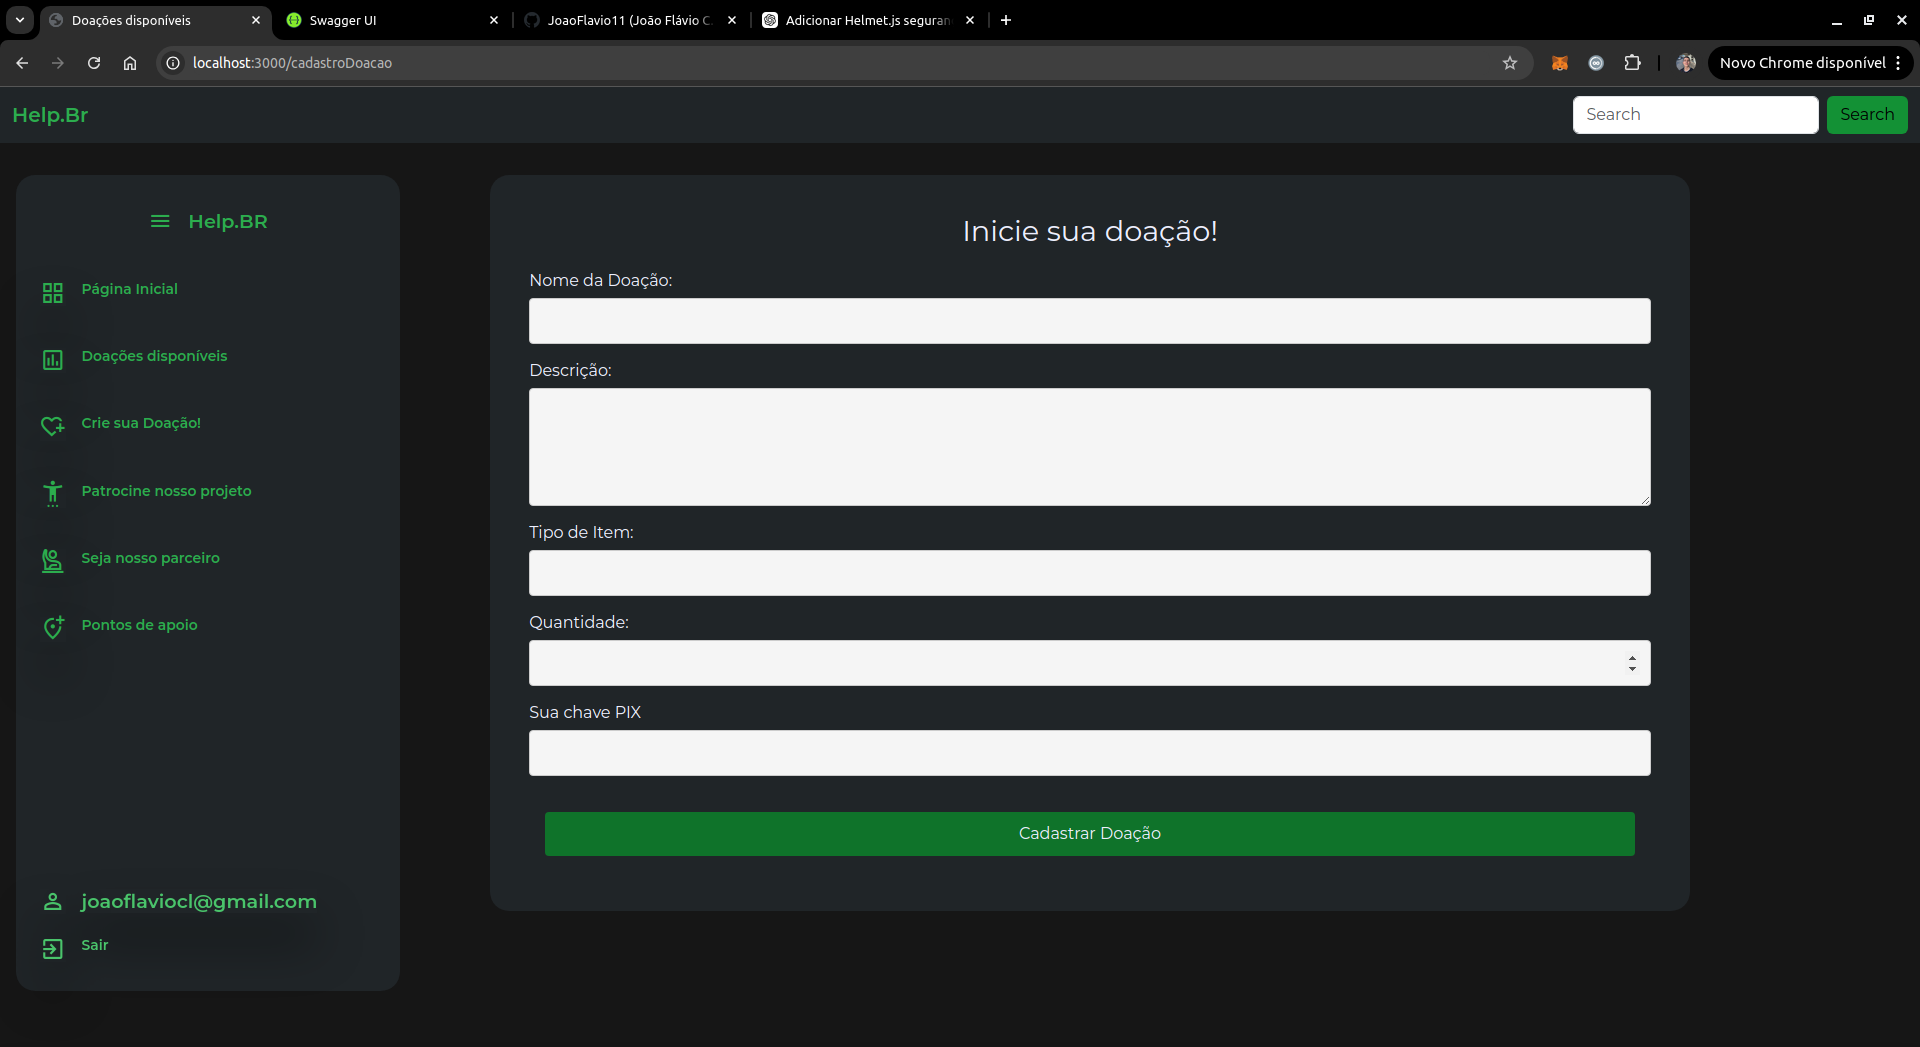 Doações disponíveis
Swagger UI
JoaoFlavio11 (João Flávio C
Adicionar Helmet.js seguran
localhost:3000/cadastroDoacao
Novo Chrome disponível
Help.Br
Search
Search
Help.BR
Página Inicial
Doações disponíveis
Crie sua Doação!
Patrocine nosso projeto
Seja nosso parceiro
Pontos de apoio
joaoflaviocl@gmail.com
Sair
Inicie sua doação!
Nome da Doação:
Descrição:
Tipo de Item:
Quantidade:
Sua chave PIX
Cadastrar Doação